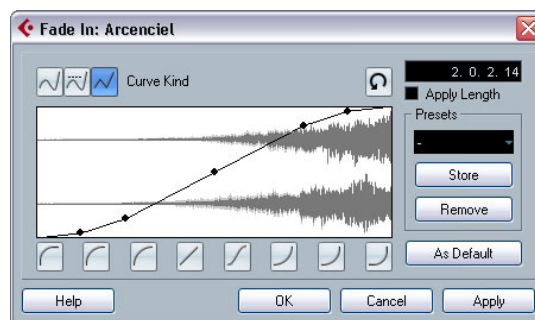 Fade In: Arcenciel
Curve Kind
2. 0. 2. 14
Apply Length
Presets
-
Store
Remove
As Default
Help
OK
Cancel
Apply